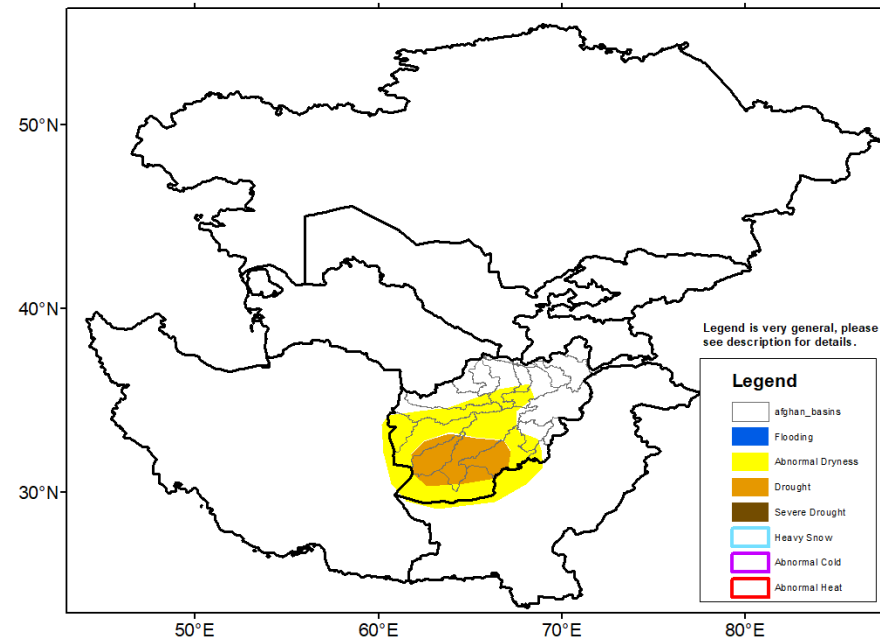 50°N
40°N
30°N
50°E
60°E
70°E
80°E
Legend is very general, please
see description for details.
Legend
afghan_basins
Flooding
Abnormal Dryness
Drought
Severe Drought
Heavy Snow
Abnormal Cold
Abnormal Heat